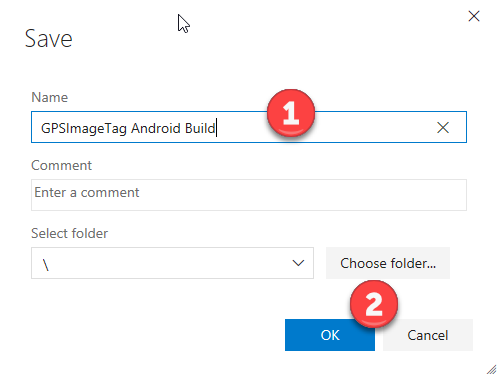 Save
Name
GPSImageTag Android Build
1
Comment
Enter a comment
Select folder
\
Choose folder...
2
OK
Cancel